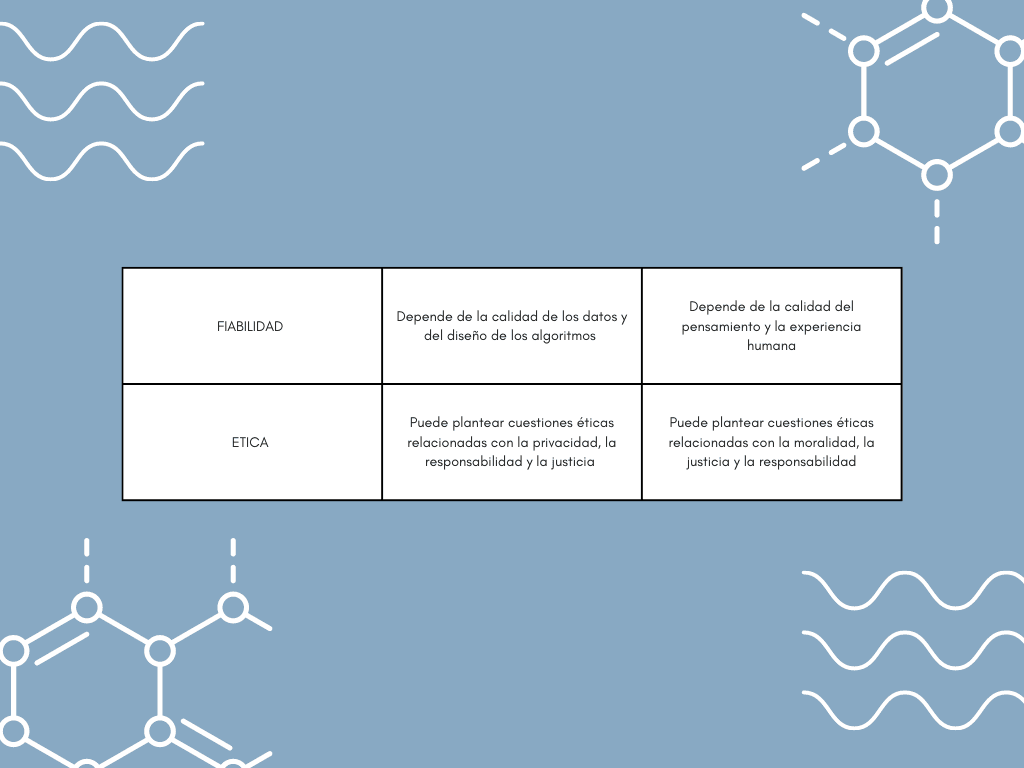 FIABILIDAD
Depende de la calidad de los datos y
del diseño de los algoritmos
Depende de la calidad del
pensamiento y la experiencia
humana
ETICA
Puede plantear cuestiones éticas
relacionadas con la privacidad, la
responsabilidad y la justicia
Puede plantear cuestiones éticas
relacionadas con la moralidad, la
justicia y la responsabilidad